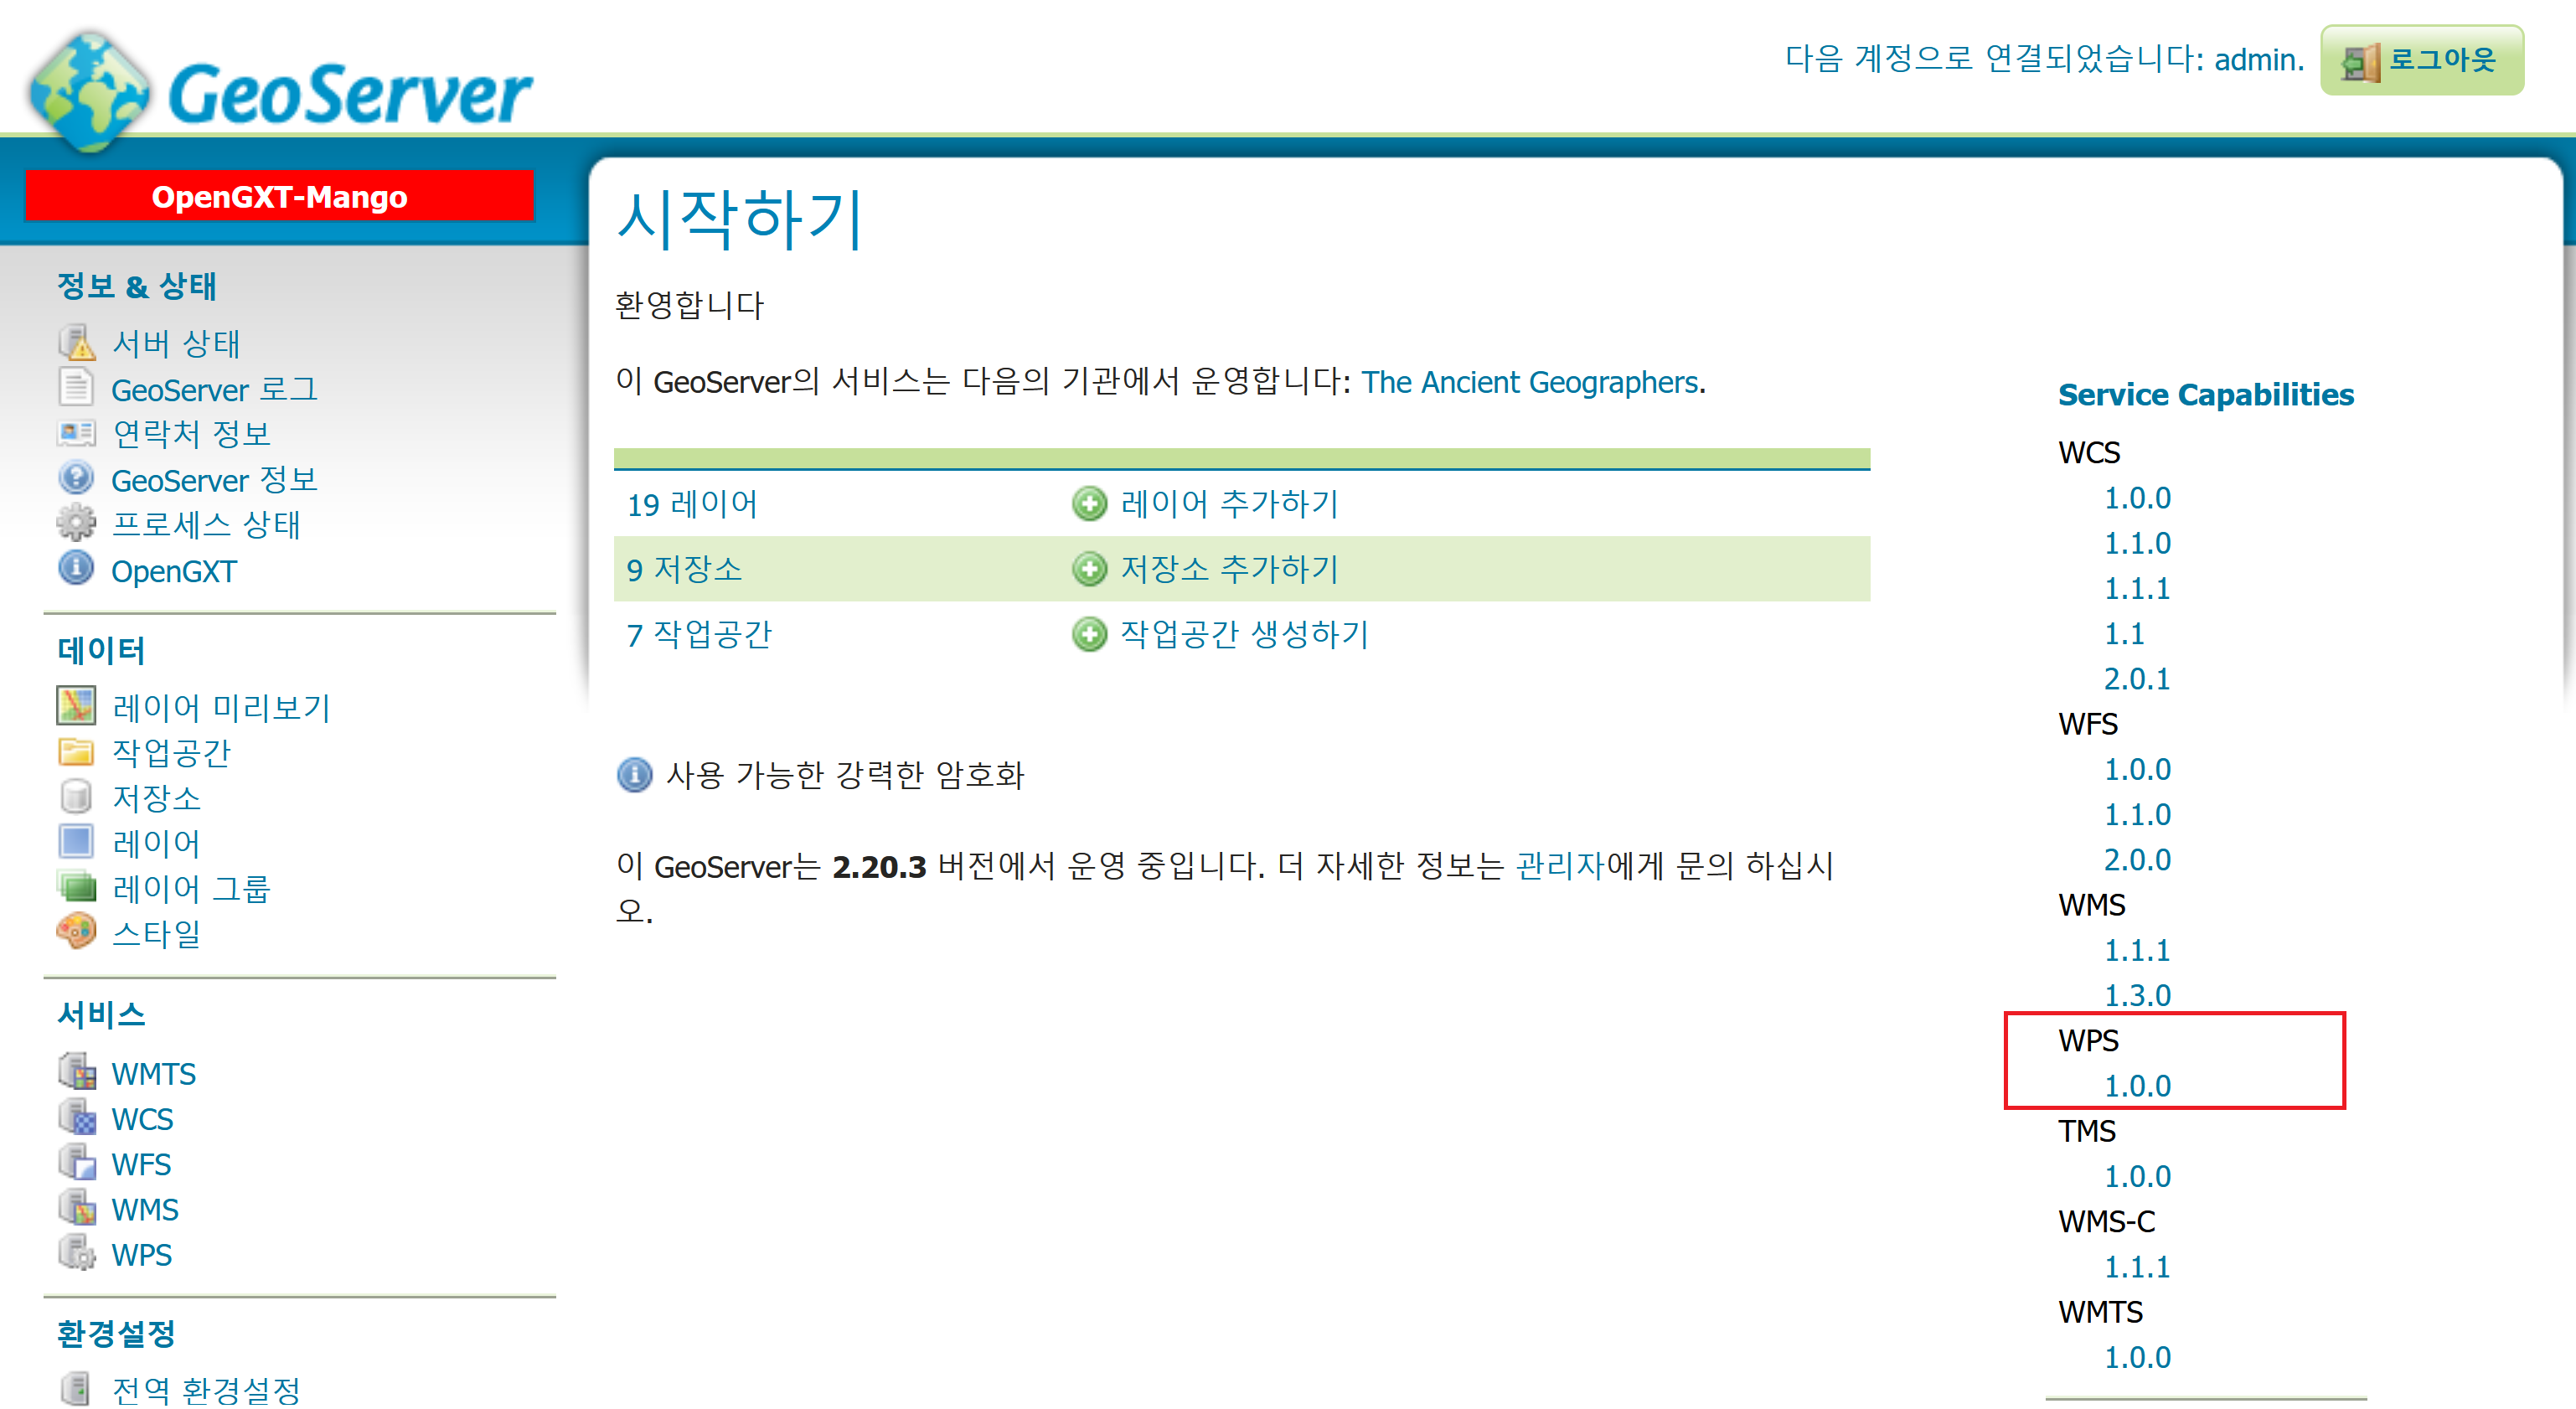 GeoServer
다음 계정으로 연결되었습니다: admin.
로그아웃
OpenGXT-Mango
정보 & 상태
서버 상태
GeoServer 로그
연락처 정보
GeoServer 정보
프로세스 상태
OpenGXT
데이터
레이어 미리보기
작업공간
저장소
레이어
레이어 그룹
스타일
서비스
WMTS
WCS
WFS
WMS
WPS
환경설정
전역 환경설정
시작하기
환영합니다
이 GeoServer의 서비스는 다음의 기관에서 운영합니다: The Ancient Geographers.
19 레이어 레이어 추가하기
9 저장소 저장소 추가하기
7 작업공간 작업공간 생성하기
사용 가능한 강력한 암호화
이 GeoServer는 2.20.3 버전에서 운영 중입니다. 더 자세한 정보는 관리자에게 문의 하십시
오.
Service Capabilities
WCS
1.0.0
1.1.0
1.1.1
1.1
2.0.1
WFS
1.0.0
1.1.0
2.0.0
WMS
1.1.1
1.3.0
WPS
1.0.0
TMS
1.0.0
WMS-C
1.1.1
WMTS
1.0.0